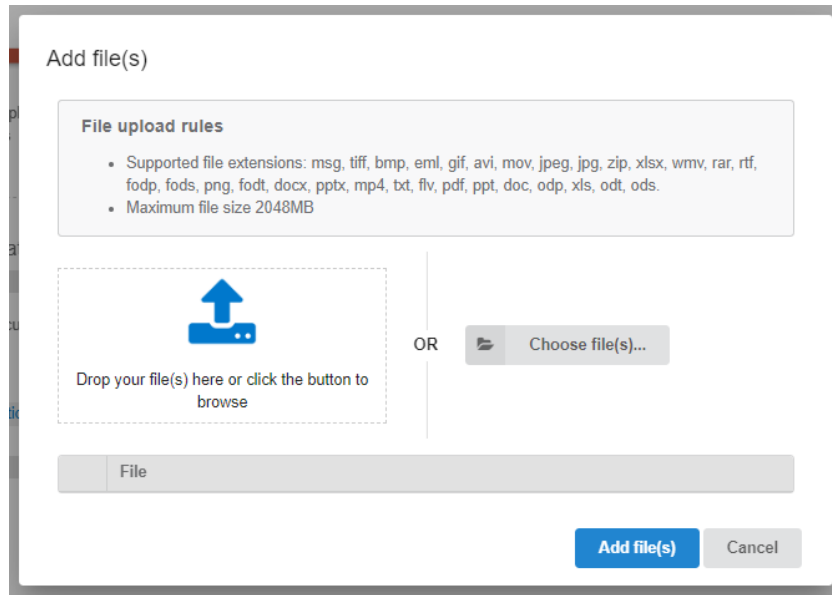 Add file(s)
File upload rules
• Supported file extensions: msg, tiff, bmp, eml, gif, avi, mov, jpeg, jpg, zip, xlsx, wmv, rar, rtf,
fodp, fods, png, fodt, docx, pptx, mp4, txt, flv, pdf, ppt, doc, odp, xls, odt, ods.
• Maximum file size 2048MB
Drop your file(s) here or click the button to
browse
OR
Choose file(s)...
File
Add file(s)
Cancel